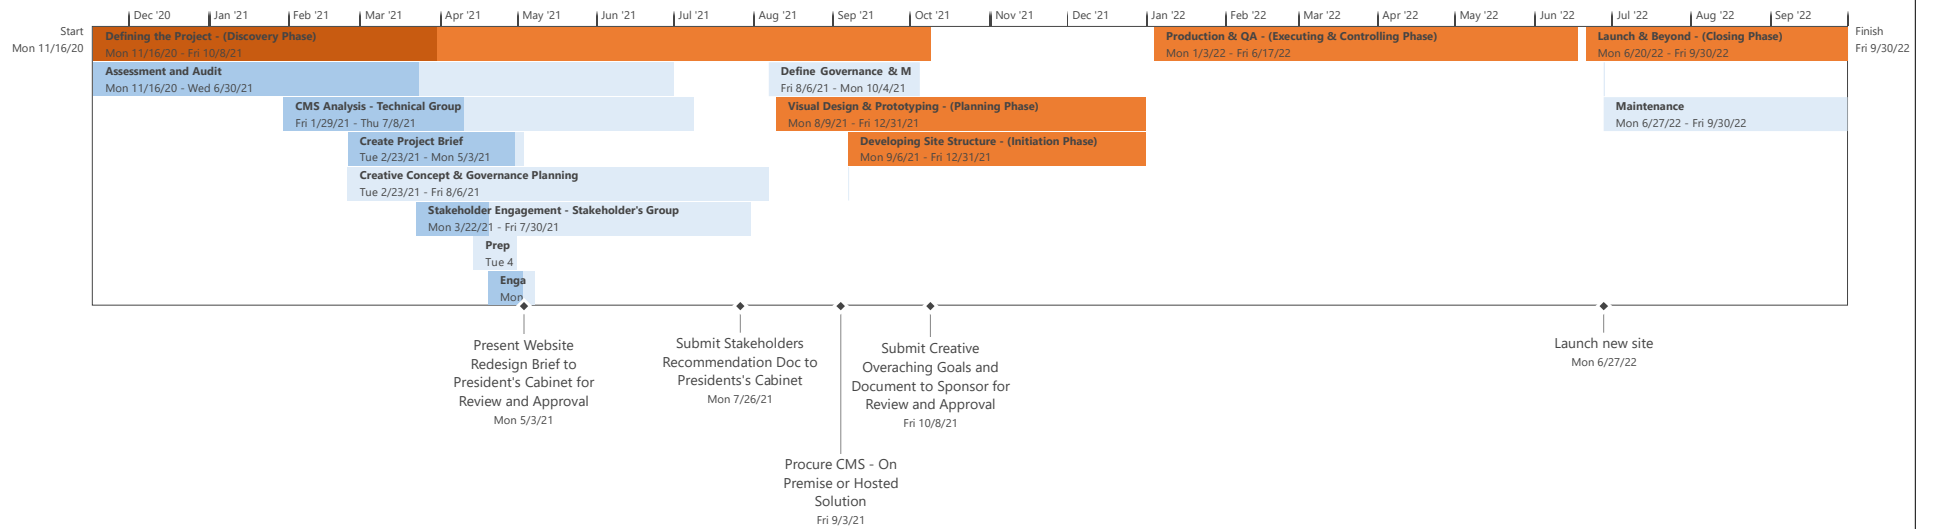 Dec '20
Jan '21
Feb '21
Mar '21
Apr '21
May '21
Jun '21
Jul '21
Aug '21
Sep '21
Oct '21
Nov '21
Dec '21
Jan '22
Feb '22
Mar '22
Apr '22
May '22
Jun '22
Jul '22
Aug '22
Sep '22
Start
Mon 11/16/20
Defining the Project - (Discovery Phase)
Mon 11/16/20 - Fri 10/8/21
Production & QA - (Executing & Controlling Phase)
Mon 1/3/22 - Fri 6/17/22
Launch & Beyond - (Closing Phase)
Mon 6/20/22 - Fri 9/30/22
Finish
Fri 9/30/22
Assessment and Audit
Mon 11/16/20 - Wed 6/30/21
Define Governance & M
Fri 8/6/21 - Mon 10/4/21
CMS Analysis - Technical Group
Fri 1/29/21 - Thu 7/8/21
Visual Design & Prototyping - (Planning Phase)
Mon 8/9/21 - Fri 12/31/21
Maintenance
Mon 6/27/22 - Fri 9/30/22
Create Project Brief
Tue 2/23/21 - Mon 5/3/21
Developing Site Structure - (Initiation Phase)
Mon 9/6/21 - Fri 12/31/21
Creative Concept & Governance Planning
Tue 2/23/21 - Fri 8/6/21
Stakeholder Engagement - Stakeholder's Group
Mon 3/22/21 - Fri 7/30/21
Prep
Tue 4
Enga
Mon
Present Website
Redesign Brief to
President's Cabinet for
Review and Approval
Mon 5/3/21
Submit Stakeholders
Recommendation Doc to
Presidents's Cabinet
Mon 7/26/21
Procure CMS - On
Premise or Hosted
Solution
Fri 9/3/21
Submit Creative
Overaching Goals and
Document to Sponsor for
Review and Approval
Fri 10/8/21
Launch new site
Mon 6/27/22